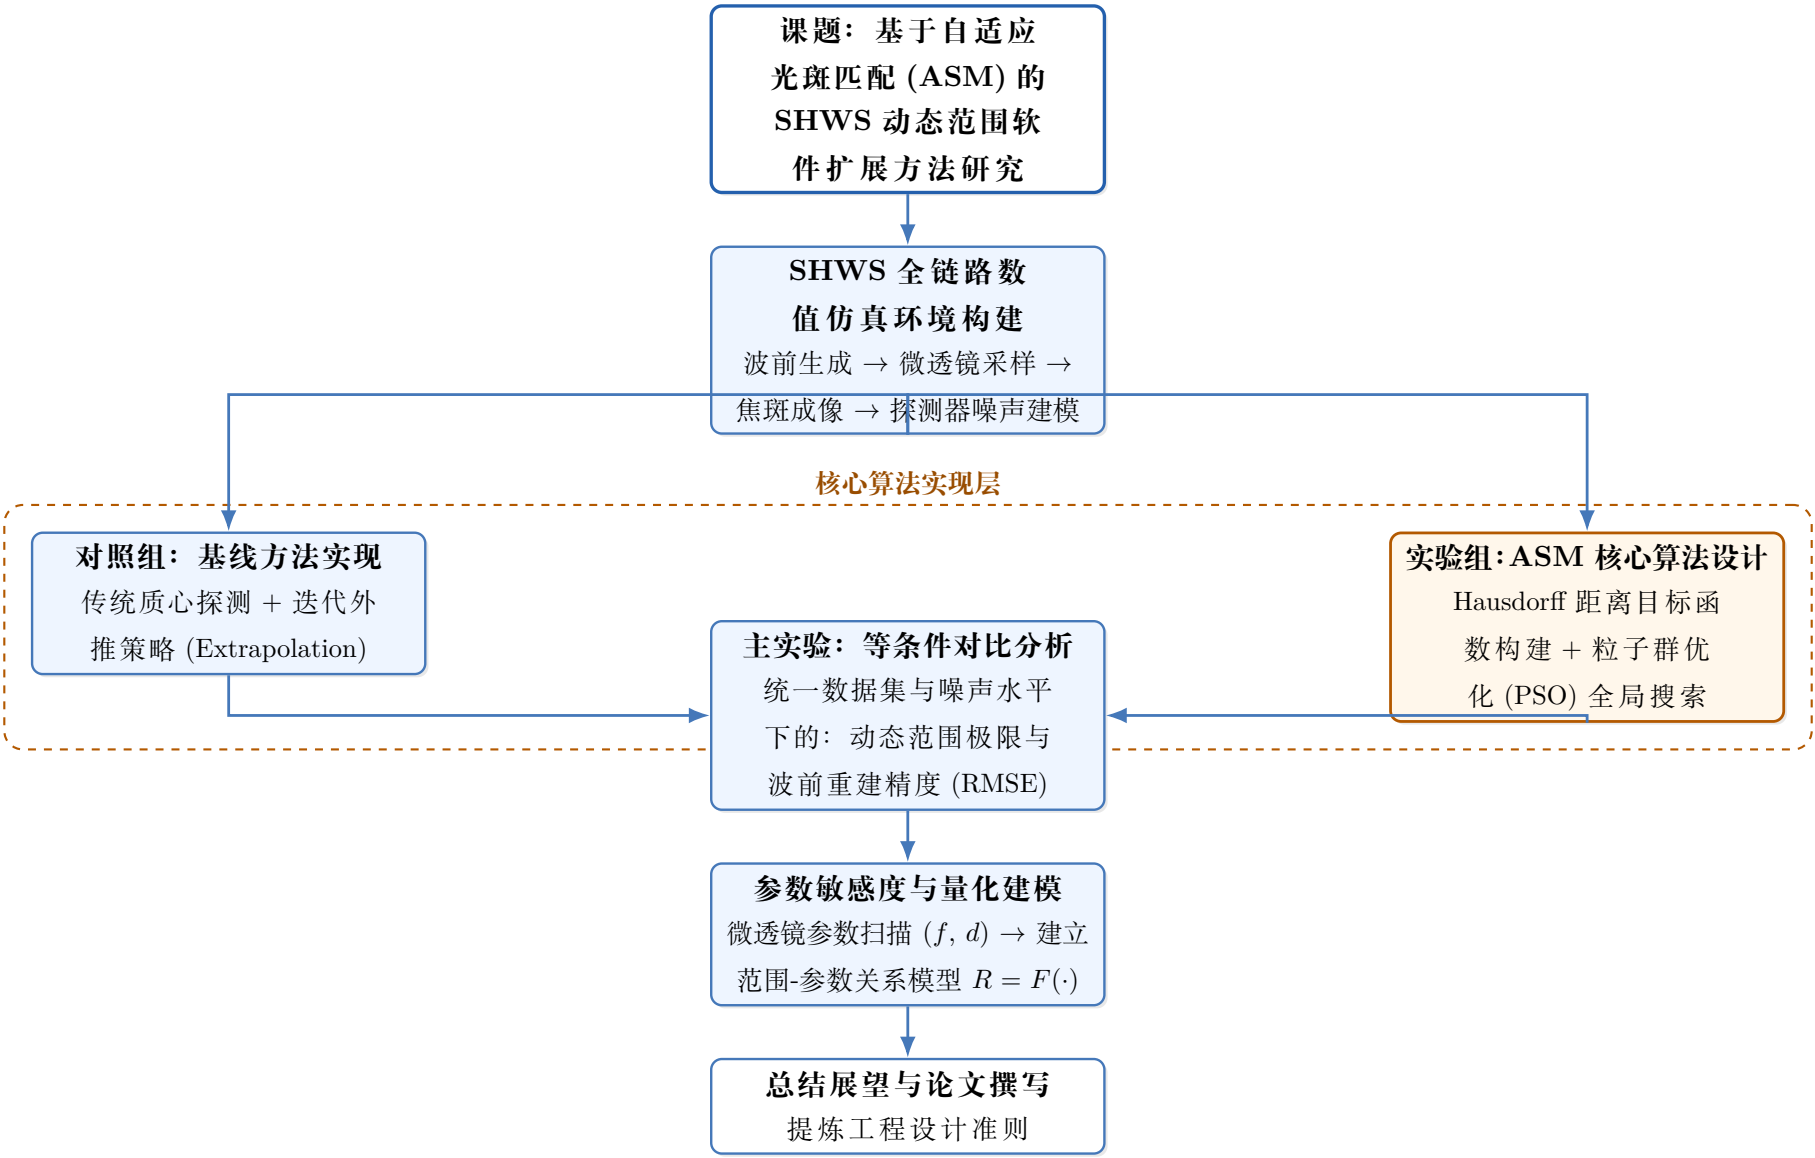 课题：基于自适应
光斑匹配 (ASM) 的
SHWS 动态范围软
件扩展方法研究
SHWS 全链路数
值仿真环境构建
波前生成 → 微透镜采样 →
焦斑成像 → 探测器噪声建模
核心算法实现层
对照组：基线方法实现
传统质心探测 + 迭代外
推策略 (Extrapolation)
实验组：ASM 核心算法设计
Hausdorff 距离目标函
数构建 + 粒子群优
化 (PSO) 全局搜索
主实验：等条件对比分析
统一数据集与噪声水平
下的：动态范围极限与
波前重建精度 (RMSE)
参数敏感度与量化建模
微透镜参数扫描 (f, d) → 建立
范围-参数关系模型 R = F(·)
总结展望与论文撰写
提炼工程设计准则